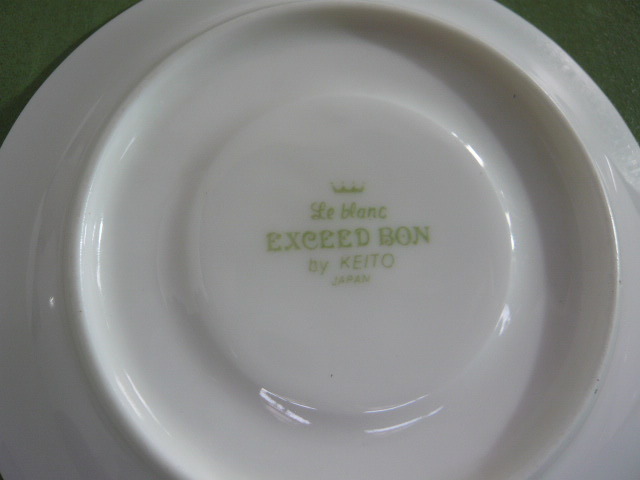 Le blanc
EXCEED BON
by KEITO
JAPAN